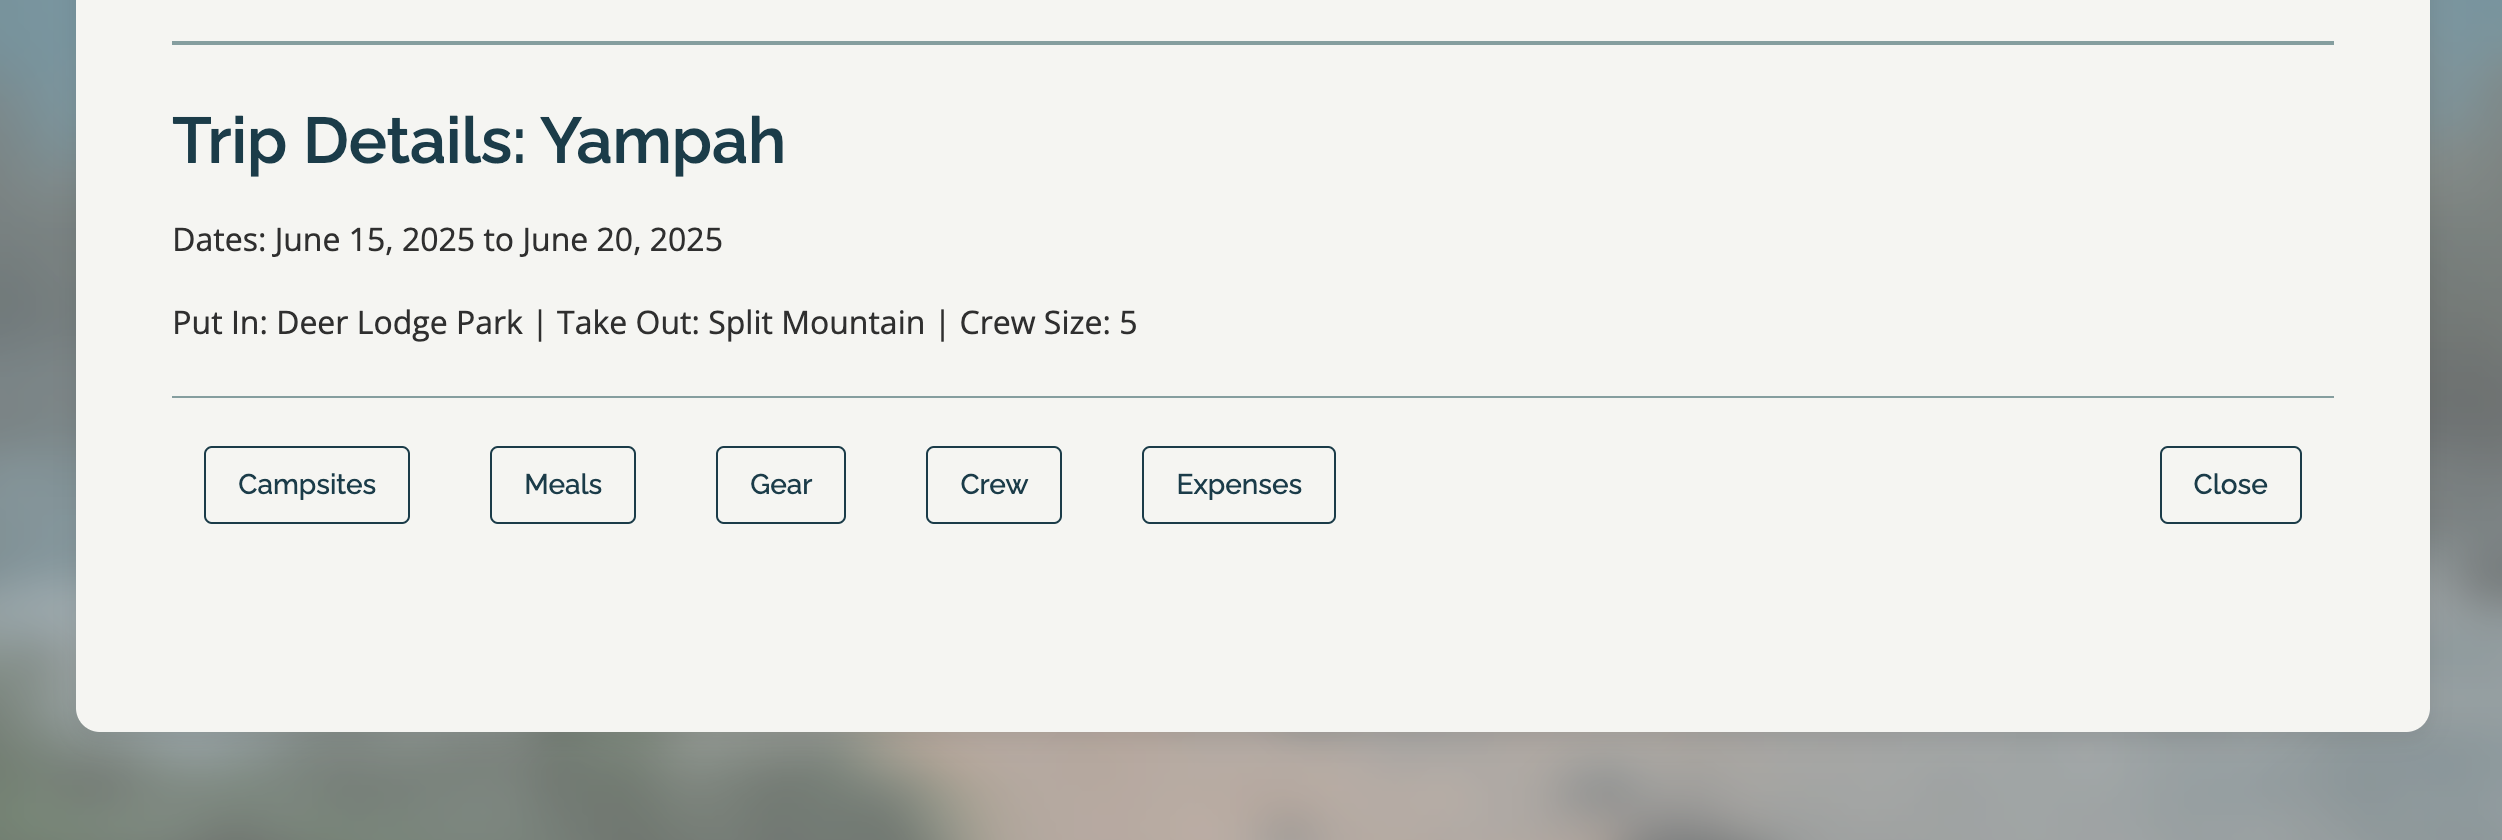 Trip Details: Yampah
Dates: June 15, 2025 to June 20, 2025
Put In: Deer Lodge Park | Take Out: Split Mountain | Crew Size: 5
Campsites Meals Gear Crew Expenses Close